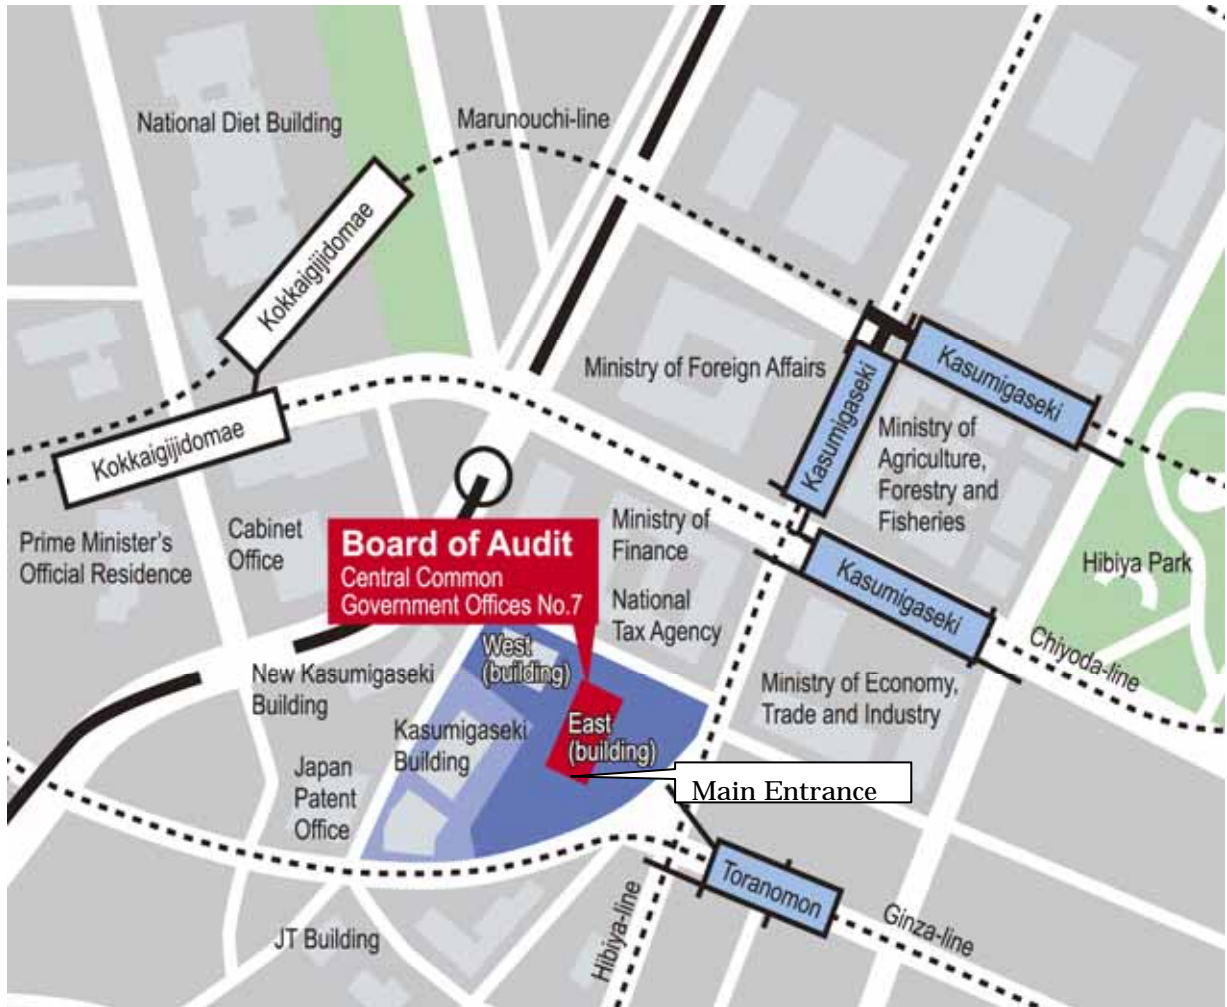 National Diet Building
Marunouchi-line
Kokkaigijidomae
Kokkaigijidomae
Ministry of Foreign Affairs
Kasumigaseki
Kasumigaseki
Ministry of
Agriculture,
Forestry and
Fisheries
Prime Minister's
Official Residence
Cabinet
Office
Board of Audit
Central Common
Government Offices No.7
Ministry of
Finance
National
Tax Agency
Kasumigaseki
Hibiya Park
Chiyoda-line
West
(building)
New Kasumigaseki
Building
Kasumigaseki
Building
East
(building)
Ministry of Economy,
Trade and Industry
Main Entrance
Japan
Patent
Office
JT Building
Hibiya-line
Toranomon
Ginza-line